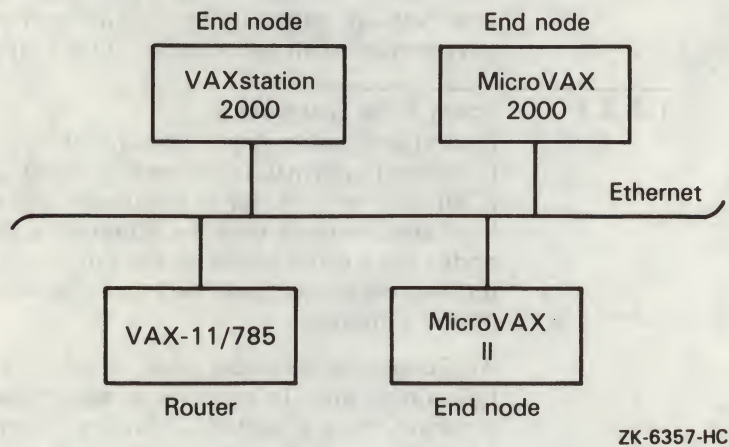 End node
End node
VAXstation
2000
MicroVAX
2000
Ethernet
VAX-11/785
MicroVAX
II
Router
End node
ZK-6357-HC